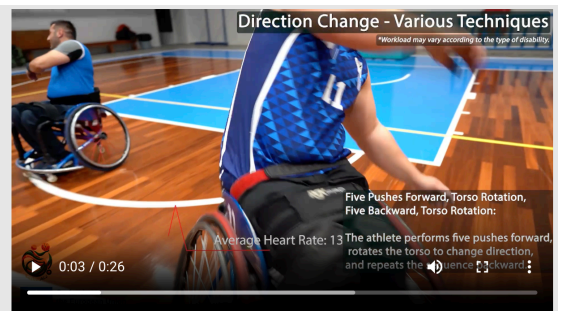 Direction Change - Various Techniques
*Workload may vary according to the type of disability.
11
Five Pushes Forward, Torso Rotation,
Five Backward, Torso Rotation:
Average Heart Rate: 13
The athlete performs five pushes forward,
rotates the torso to change direction,
and repeats the sequence backward.
0:03 / 0:26